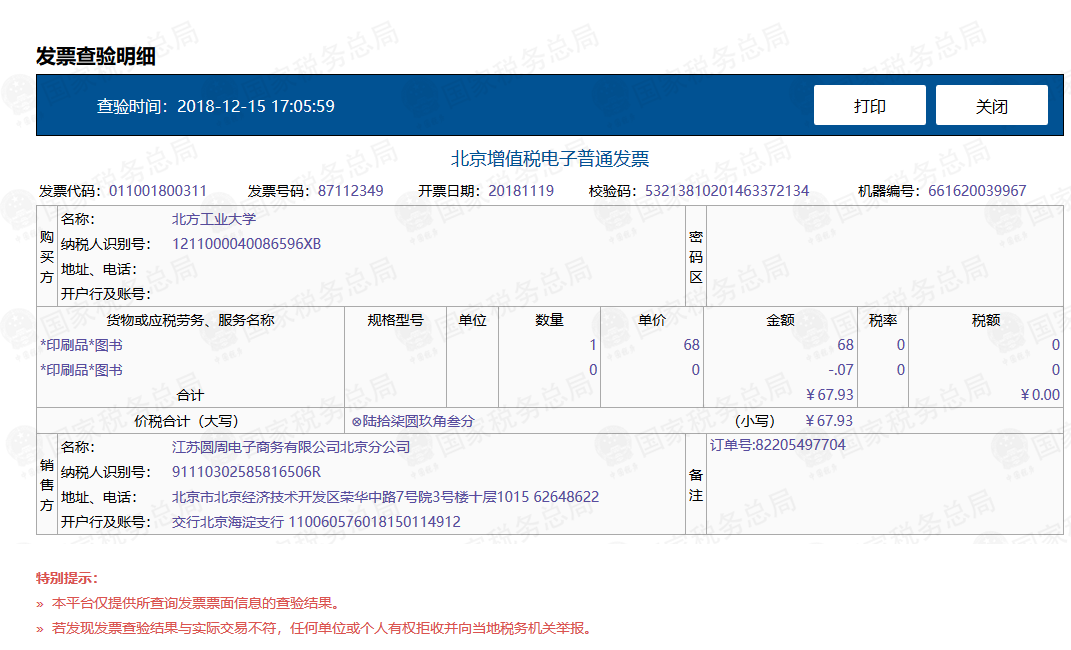 发票查验明细
查验时间：2018-12-15 17:05:59 打印 关闭
北京增值税电子普通发票
发票代码：011001800311 发票号码：87112349 开票日期：20181119 校验码：53213810201463372134 机器编号：661620039967
购买方
名称： 北方工业大学
纳税人识别号： 1211000040086596XB
地址、电话：
开户行及账号：
密码区
货物或应税劳务、服务名称 规格型号 单位 数量 单价 金额 税率 税额
*印刷品*图书 1 68 68 0 0
*印刷品*图书 0 0 -.07 0 0
合计 ￥67.93 ￥0.00
价税合计（大写） ⊗陆拾柒圆玖角叁分 （小写） ￥67.93
销售方
名称： 江苏圆周电子商务有限公司北京分公司
纳税人识别号： 91110302585816506R
地址、电话： 北京市北京经济技术开发区荣华中路7号院3号楼十层1015 62648622
开户行及账号： 交行北京海淀支行 110060576018150114912
备注
订单号:82205497704
特别提示：
» 本平台仅提供所查询发票票面信息的查验结果。
» 若发现发票查验结果与实际交易不符，任何单位或个人有权拒收并向当地税务机关举报。
国家税务总局